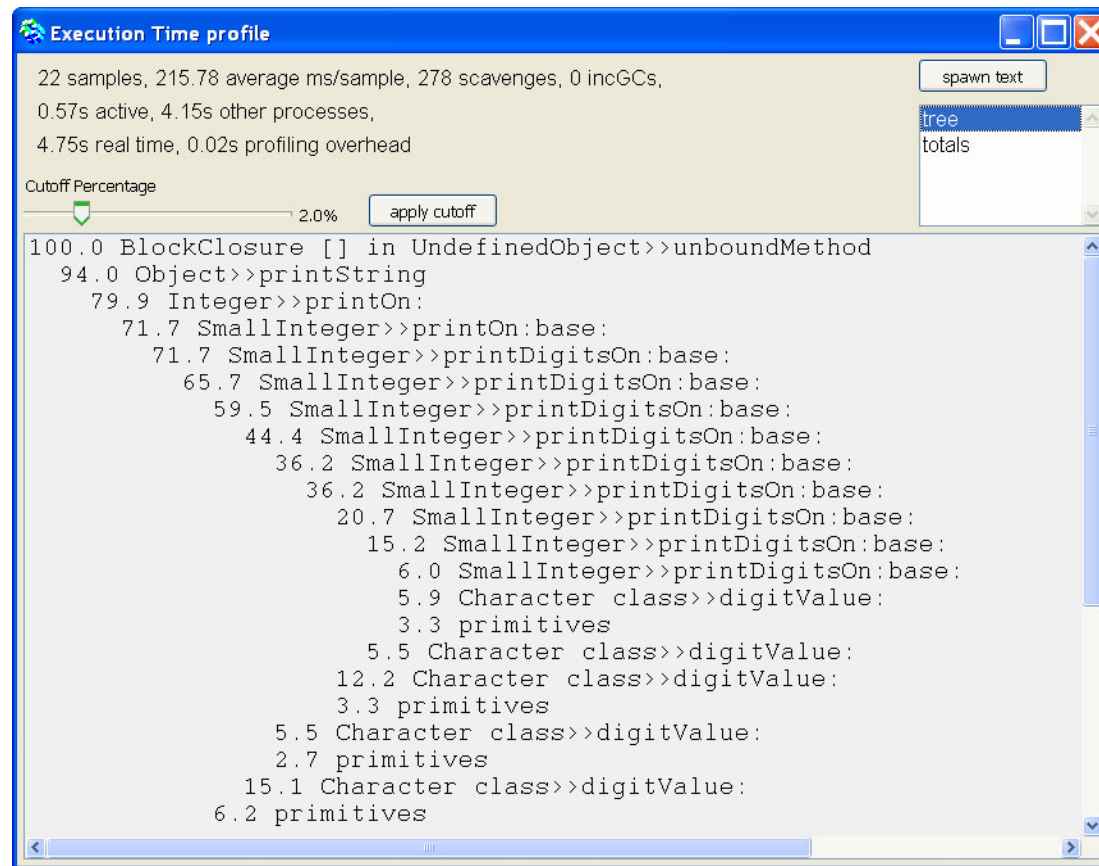 Execution Time profile
22 samples, 215.78 average ms/sample, 278 scavenges, 0 incGCs,
0.57s active, 4.15s other processes,
4.75s real time, 0.02s profiling overhead
spawn text
tree
totals
Cutoff Percentage
2.0%
apply cutoff
100.0 BlockClosure [] in UndefinedObject>>unboundMethod
  94.0 Object>>printString
    79.9 Integer>>printOn:
      71.7 SmallInteger>>printOn:base:
        71.7 SmallInteger>>printDigitsOn:base:
          65.7 SmallInteger>>printDigitsOn:base:
            59.5 SmallInteger>>printDigitsOn:base:
              44.4 SmallInteger>>printDigitsOn:base:
                36.2 SmallInteger>>printDigitsOn:base:
                  36.2 SmallInteger>>printDigitsOn:base:
                    20.7 SmallInteger>>printDigitsOn:base:
                      15.2 SmallInteger>>printDigitsOn:base:
                        6.0 SmallInteger>>printDigitsOn:base:
                        5.9 Character class>>digitValue:
                        3.3 primitives
                      5.5 Character class>>digitValue:
                    12.2 Character class>>digitValue:
                    3.3 primitives
                5.5 Character class>>digitValue:
                2.7 primitives
              15.1 Character class>>digitValue:
            6.2 primitives